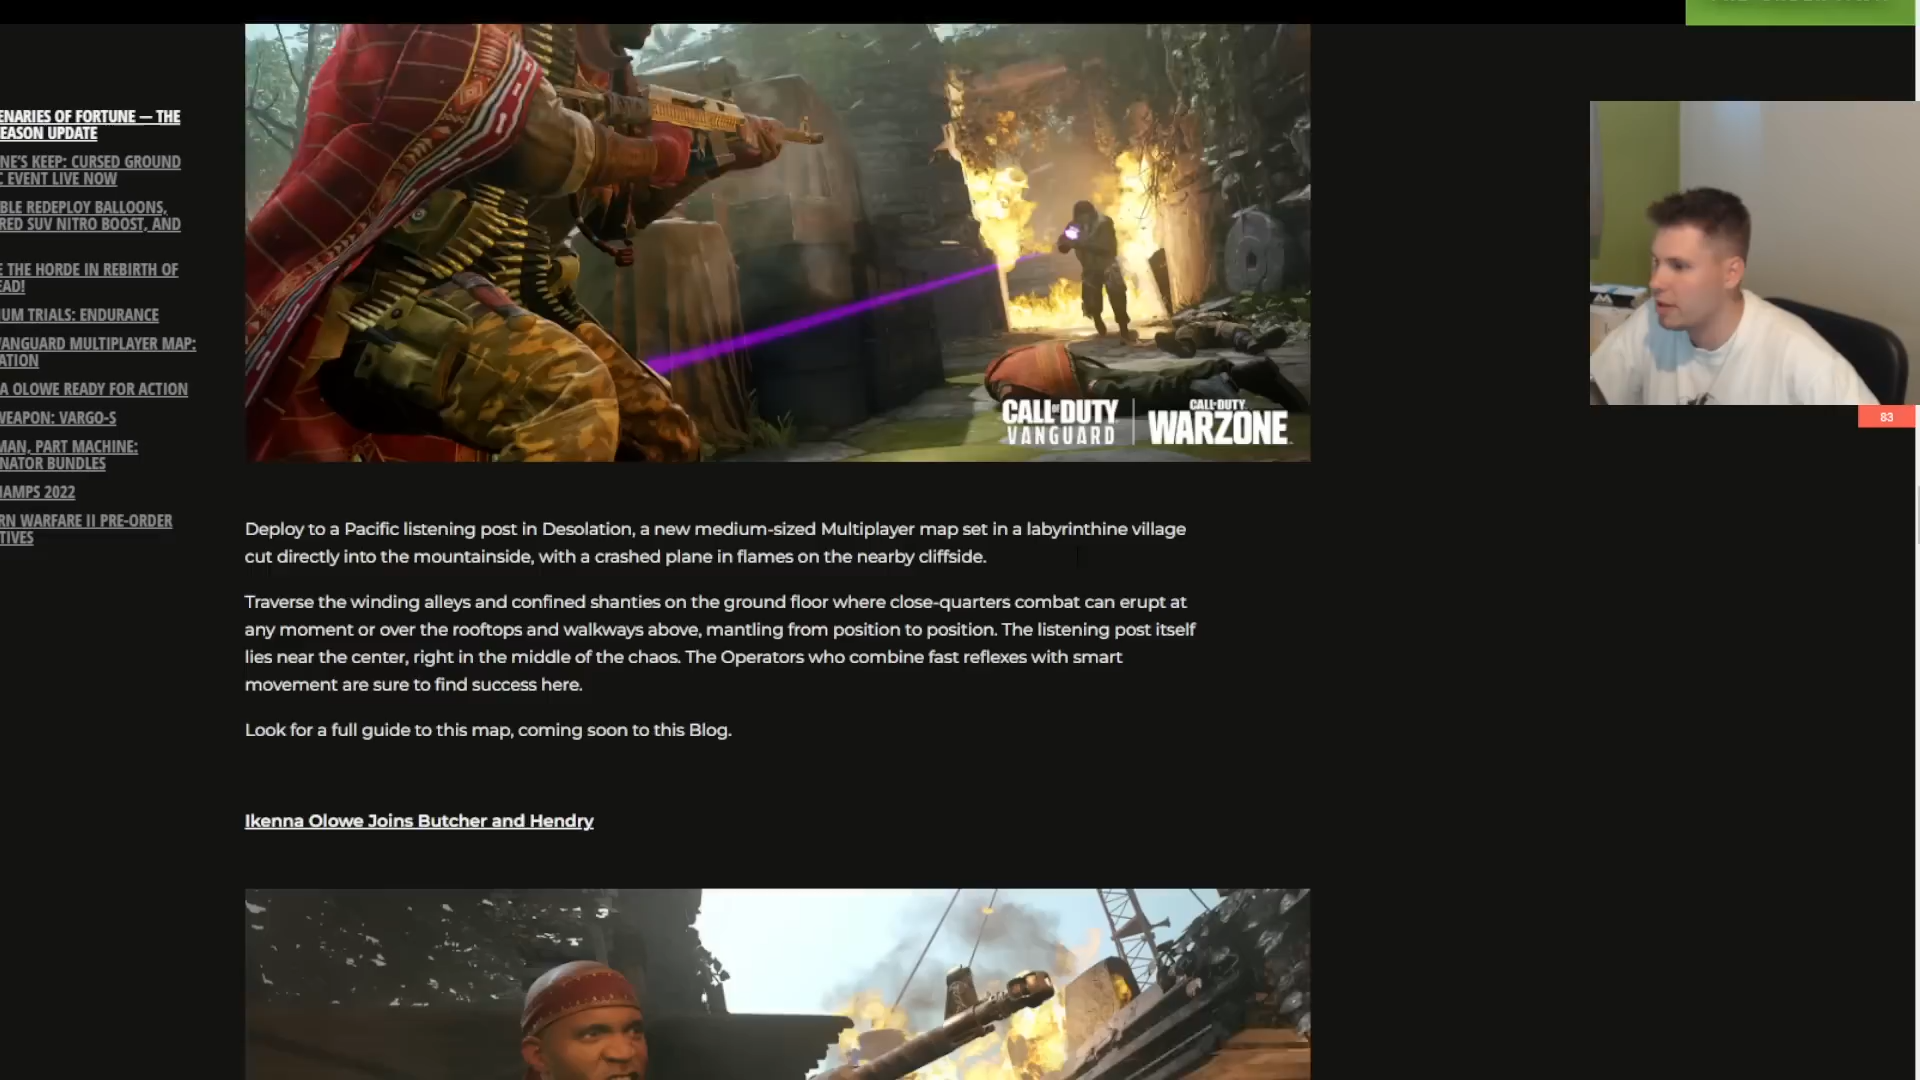 ENARIES OF FORTUNE — THE
EASON UPDATE
NE'S KEEP: CURSED GROUND
C EVENT LIVE NOW
BLE REDEPLOY BALLOONS,
RED SUV NITRO BOOST, AND
E THE HORDE IN REBIRTH OF
EAD!
UM TRIALS: ENDURANCE
VANGUARD MULTIPLAYER MAP:
ATION
A OLOWE READY FOR ACTION
WEAPON: VARGO-S
MAN, PART MACHINE:
NATOR BUNDLES
HAMPS 2022
RN WARFARE II PRE-ORDER
TIVES
CALL OF DUTY
VANGUARD
CALL OF DUTY
WARZONE
83
Deploy to a Pacific listening post in Desolation, a new medium-sized Multiplayer map set in a labyrinthine village
cut directly into the mountainside, with a crashed plane in flames on the nearby cliffside.
Traverse the winding alleys and confined shanties on the ground floor where close-quarters combat can erupt at
any moment or over the rooftops and walkways above, mantling from position to position. The listening post itself
lies near the center, right in the middle of the chaos. The Operators who combine fast reflexes with smart
movement are sure to find success here.
Look for a full guide to this map, coming soon to this Blog.
Ikenna Olowe Joins Butcher and Hendry